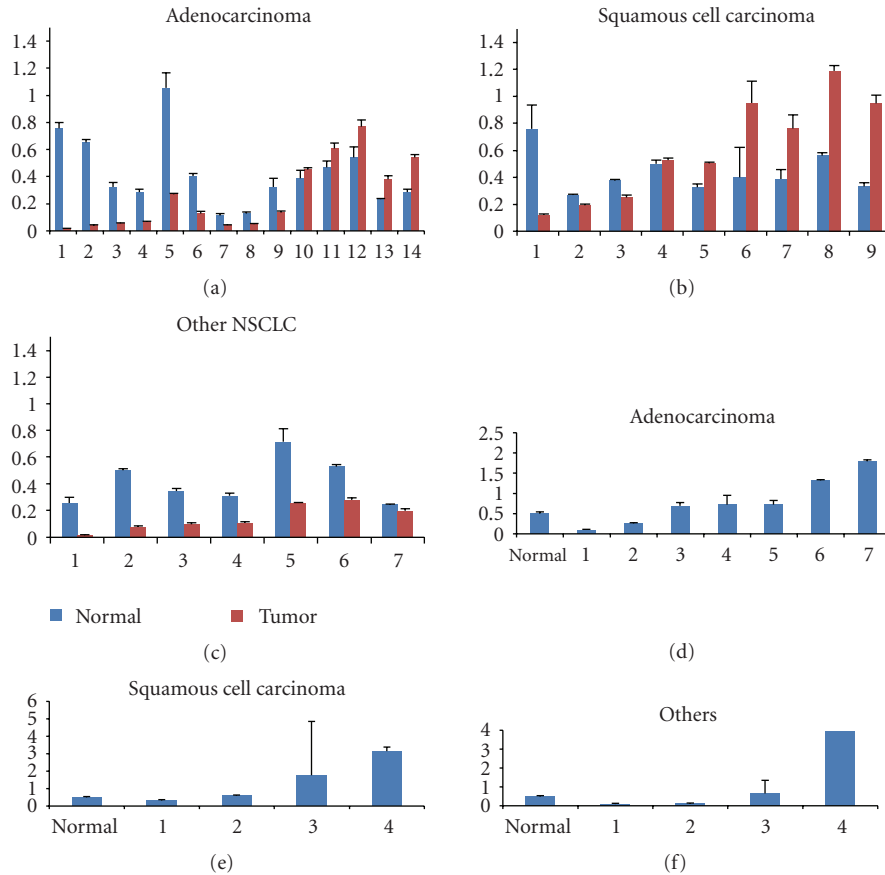 Adenocarcinoma
1.4
1.2
1
0.8
0.6
0.4
0.2
0
1 2 3 4 5 6 7 8 9 10 11 12 13 14
(a)
Squamous cell carcinoma
1.4
1.2
1
0.8
0.6
0.4
0.2
0
1 2 3 4 5 6 7 8 9
(b)
Other NSCLC
1.4
1.2
1
0.8
0.6
0.4
0.2
0
1 2 3 4 5 6 7
Normal Tumor
(c)
Adenocarcinoma
2.5
2
1.5
1
0.5
0
Normal 1 2 3 4 5 6 7
(d)
Squamous cell carcinoma
6
5
4
3
2
1
0
Normal 1 2 3 4
(e)
Others
4
3
2
1
0
Normal 1 2 3 4
(f)